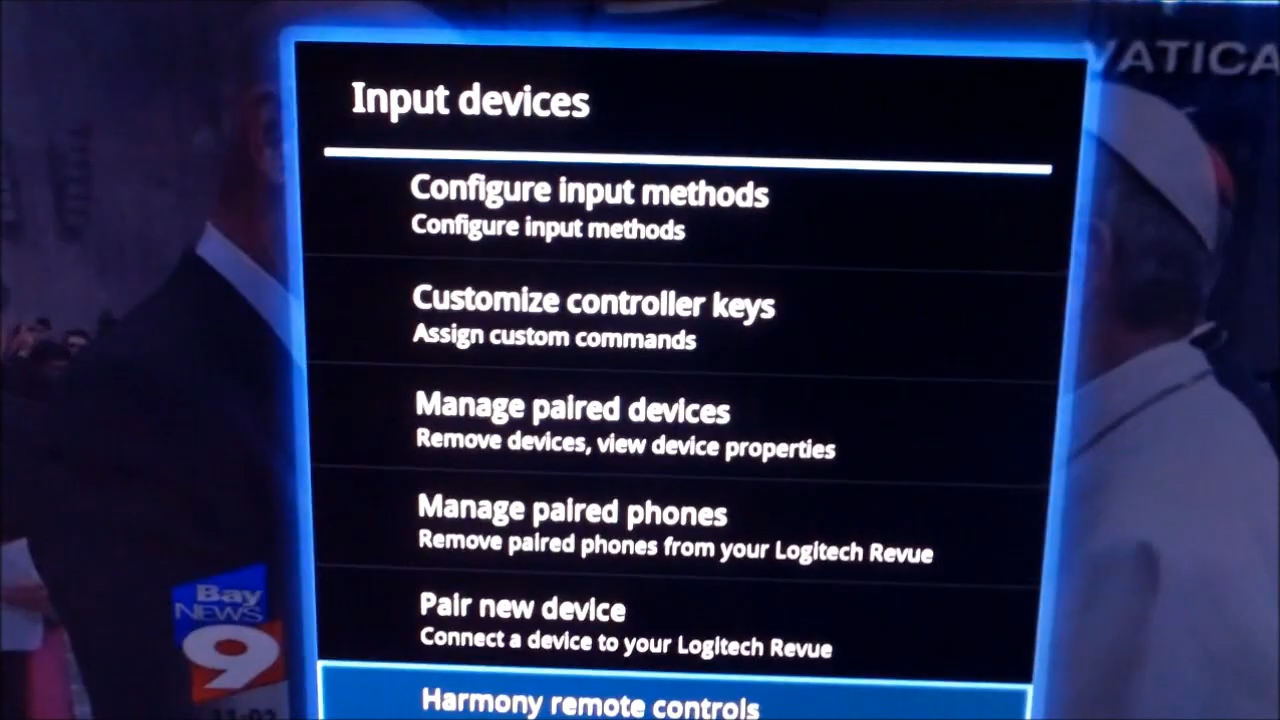 VATICA
Input devices
Configure input methods
Configure input methods
Customize controller keys
Assign custom commands
Manage paired devices
Remove devices, view device properties
Manage paired phones
Remove paired phones from your Logitech Revue
Pair new device
Connect a device to your Logitech Revue
Harmony remote controls
Bay
NEWS
9